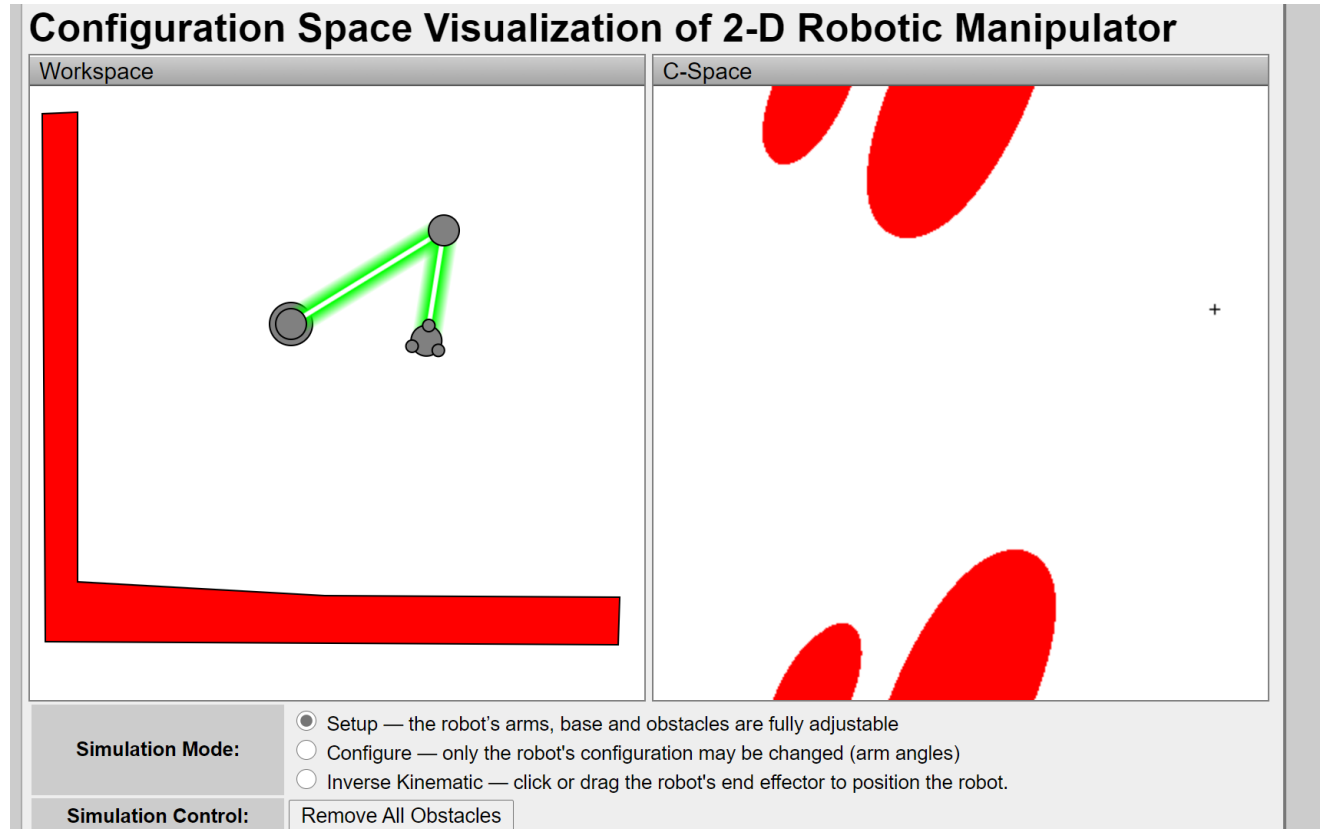 Configuration Space Visualization of 2-D Robotic Manipulator
Workspace
C-Space
Simulation Mode:
Setup — the robot's arms, base and obstacles are fully adjustable
Configure — only the robot's configuration may be changed (arm angles)
Inverse Kinematic — click or drag the robot's end effector to position the robot.
Simulation Control:
Remove All Obstacles